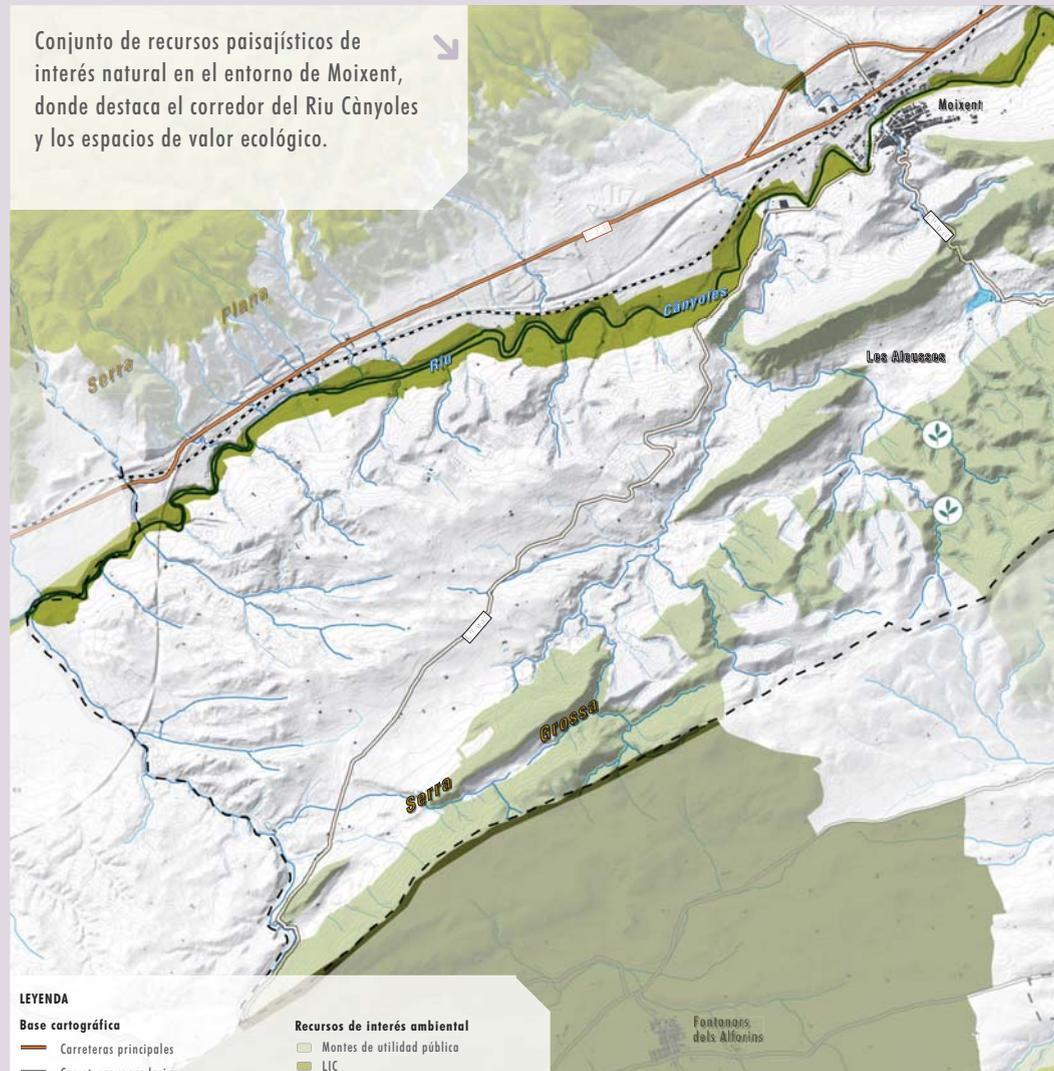 Conjunto de recursos paisajísticos de
interés natural en el entorno de Moixent,
donde destaca el corredor del Riu Cànyoles
y los espacios de valor ecológico.
Moixent
Serra Plana
Riu Cànyoles
Les Alcusses
Serra Grossa
Fontanars
dels Alforins
LEYENDA
Base cartográfica
Carreteras principales
Recursos de interés ambiental
Montes de utilidad pública
LIC